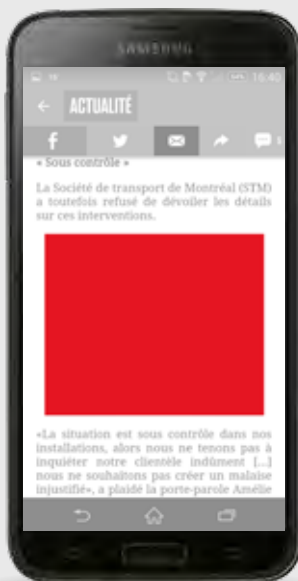 SAMSUNG
16:40
ACTUALITÉ
« Sous contrôle »
La Société de transport de Montréal (STM)
a toutefois refusé de dévoiler les détails
sur ces interventions.
«La situation est sous contrôle dans nos
installations, alors nous ne tenons pas à
inquiéter notre clientèle indûment [...]
nous ne souhaitons pas créer un malaise
injustifié», a plaidé la porte-parole Amélie